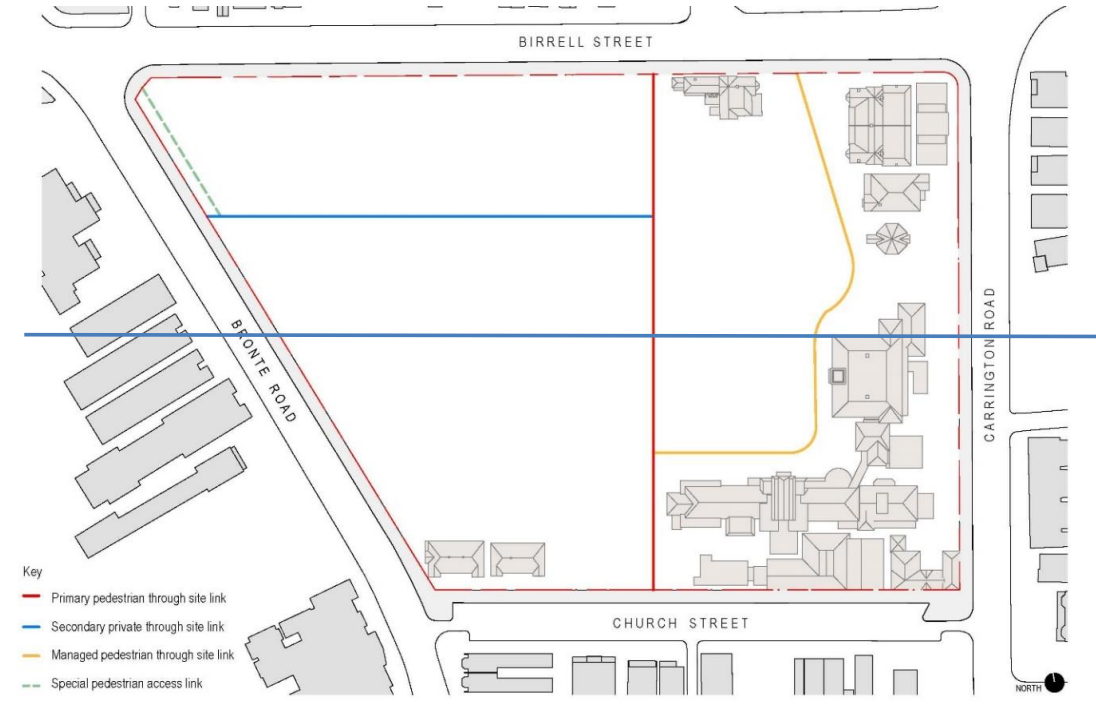 BIRRELL STREET
BRONTE ROAD
CARRINGTON ROAD
Key
Primary pedestrian through site link
Secondary private through site link
Managed pedestrian through site link
Special pedestrian access link
CHURCH STREET
NORTH